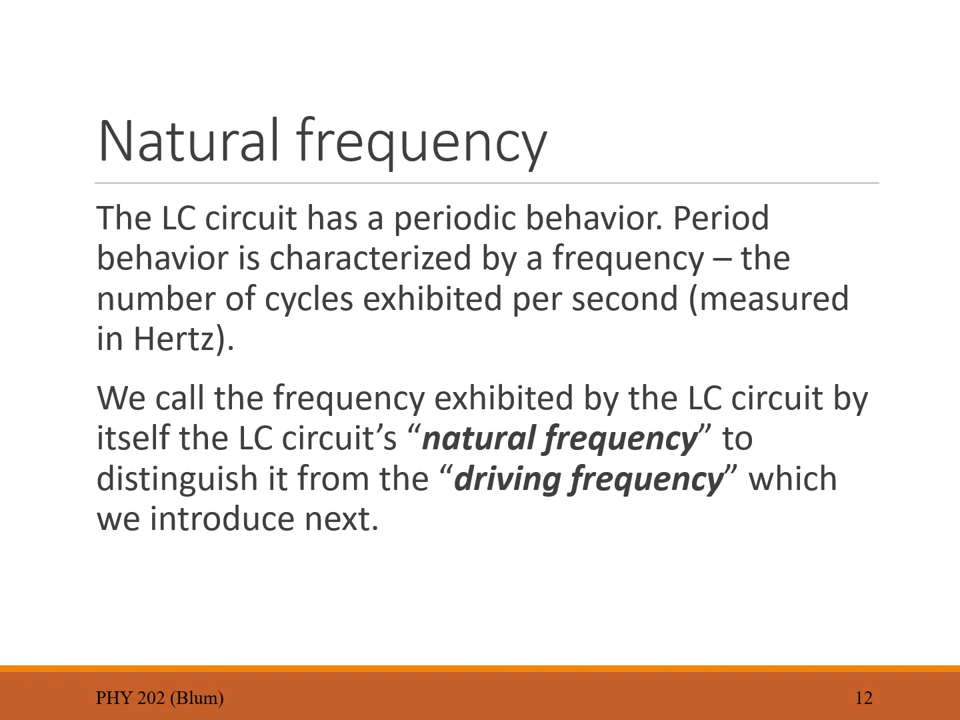 Natural frequency
The LC circuit has a periodic behavior. Period
behavior is characterized by a frequency – the
number of cycles exhibited per second (measured
in Hertz).
We call the frequency exhibited by the LC circuit by
itself the LC circuit’s “natural frequency” to
distinguish it from the “driving frequency” which
we introduce next.
PHY 202 (Blum)
12